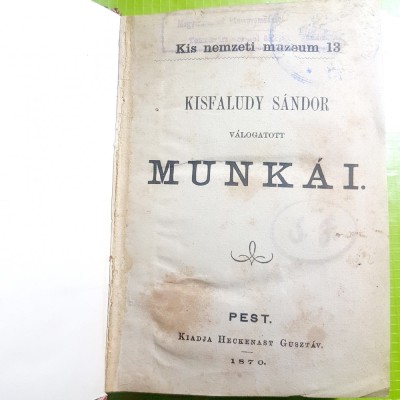 Kis nemzeti muzeum 13
KISFALUDY SÁNDOR
VÁLOGATOTT
MUNKÁI.
PEST.
KIADJA HECKENAST GUSZTÁV.
1870.